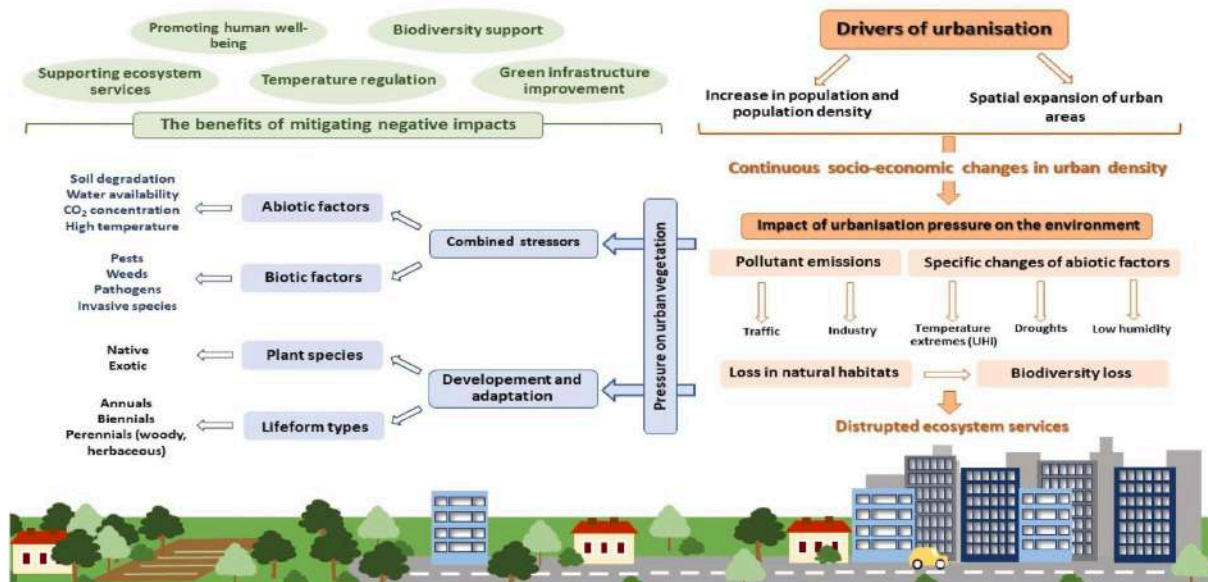 Promoting human well-
being
Biodiversity support
Supporting ecosystem
services
Temperature regulation
Green infrastructure
improvement
The benefits of mitigating negative impacts
Soil degradation
Water availability
CO₂ concentration
High temperature
Abiotic factors
Combined stressors
Pests
Weeds
Pathogens
Invasive species
Biotic factors
Native
Exotic
Plant species
Developement and
adaptation
Annuals
Biennials
Perennials (woody,
herbaceous)
Lifeform types
Pressure on urban vegetation
Drivers of urbanisation
Increase in population and
population density
Spatial expansion of urban
areas
Continuous socio-economic changes in urban density
Impact of urbanisation pressure on the environment
Pollutant emissions
Specific changes of abiotic factors
Traffic
Industry
Temperature
extremes (UHI)
Droughts
Low humidity
Loss in natural habitats
Biodiversity loss
Distrupted ecosystem services